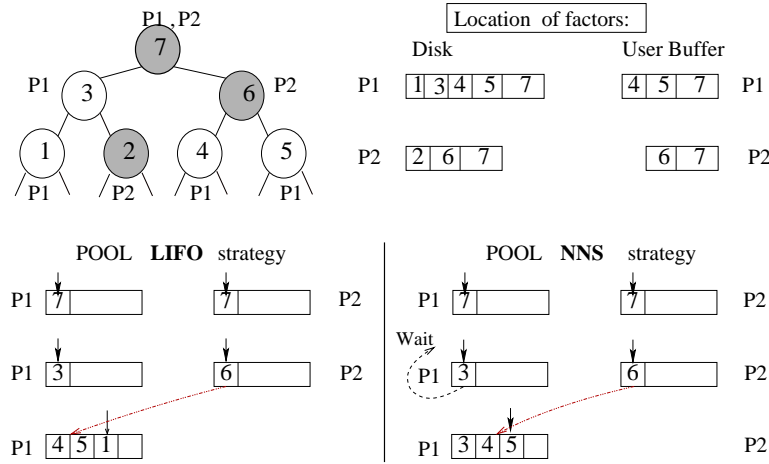 P1 , P2
7
P1 3 6 P2
1 2 4 5
P1 P2 P1 P1
Location of factors:
Disk User Buffer
P1 1 3 4 5 7 4 5 7 P1
P2 2 6 7 6 7 P2
POOL LIFO strategy
P1 7 7 P2
P1 3 6 P2
P1 4 5 1
POOL NNS strategy
P1 7 7 P2
Wait
P1 3 6 P2
P1 3 4 5 P2